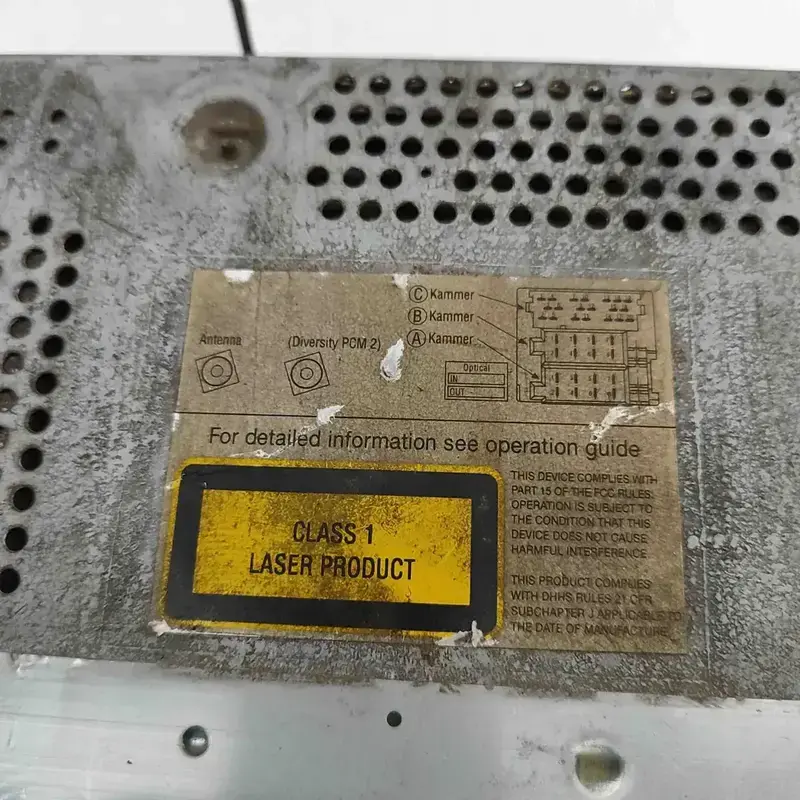 Ⓒ Kammer
Ⓑ Kammer
Ⓐ Kammer
Antenna
(Diversity PCM 2)
Optical
IN
OUT
For detailed information see operation guide
CLASS 1
LASER PRODUCT
THIS DEVICE COMPLIES WITH
PART 15 OF THE FCC RULES:
OPERATION IS SUBJECT TO
THE CONDITION THAT THIS
DEVICE DOES NOT CAUSE
HARMFUL INTERFERENCE
THIS PRODUCT COMPLIES
WITH DHHS RULES 21 CFR
SUBCHAPTER J APPLICABLE TO
THE DATE OF MANUFACTURE